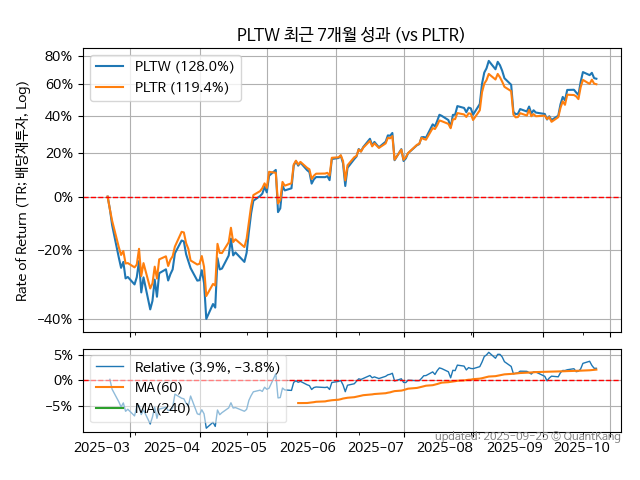 PLTW 최근 7개월 성과 (vs PLTR)
Rate of Return (TR: 배당재투자, Log)
80%
60%
40%
20%
0%
−20%
−40%
PLTW (128.0%)
PLTR (119.4%)
5%
0%
−5%
Relative (3.9%, −3.8%)
MA(60)
MA(240)
2025-03
2025-04
2025-05
2025-06
2025-07
2025-08
2025-09
2025-10
updated: 2025-09-25 © QuantKang